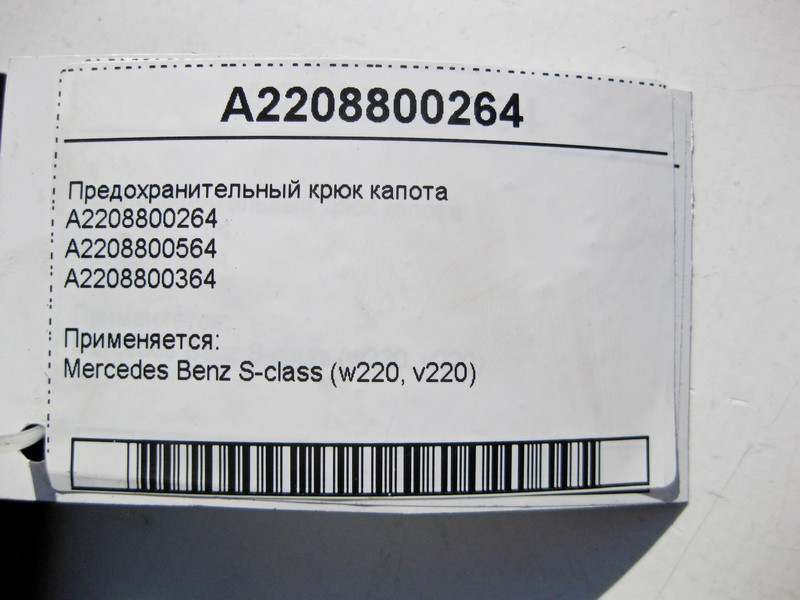 A2208800264
Предохранительный крюк капота
A2208800264
A2208800564
A2208800364
Применяется:
Mercedes Benz S-class (w220, v220)